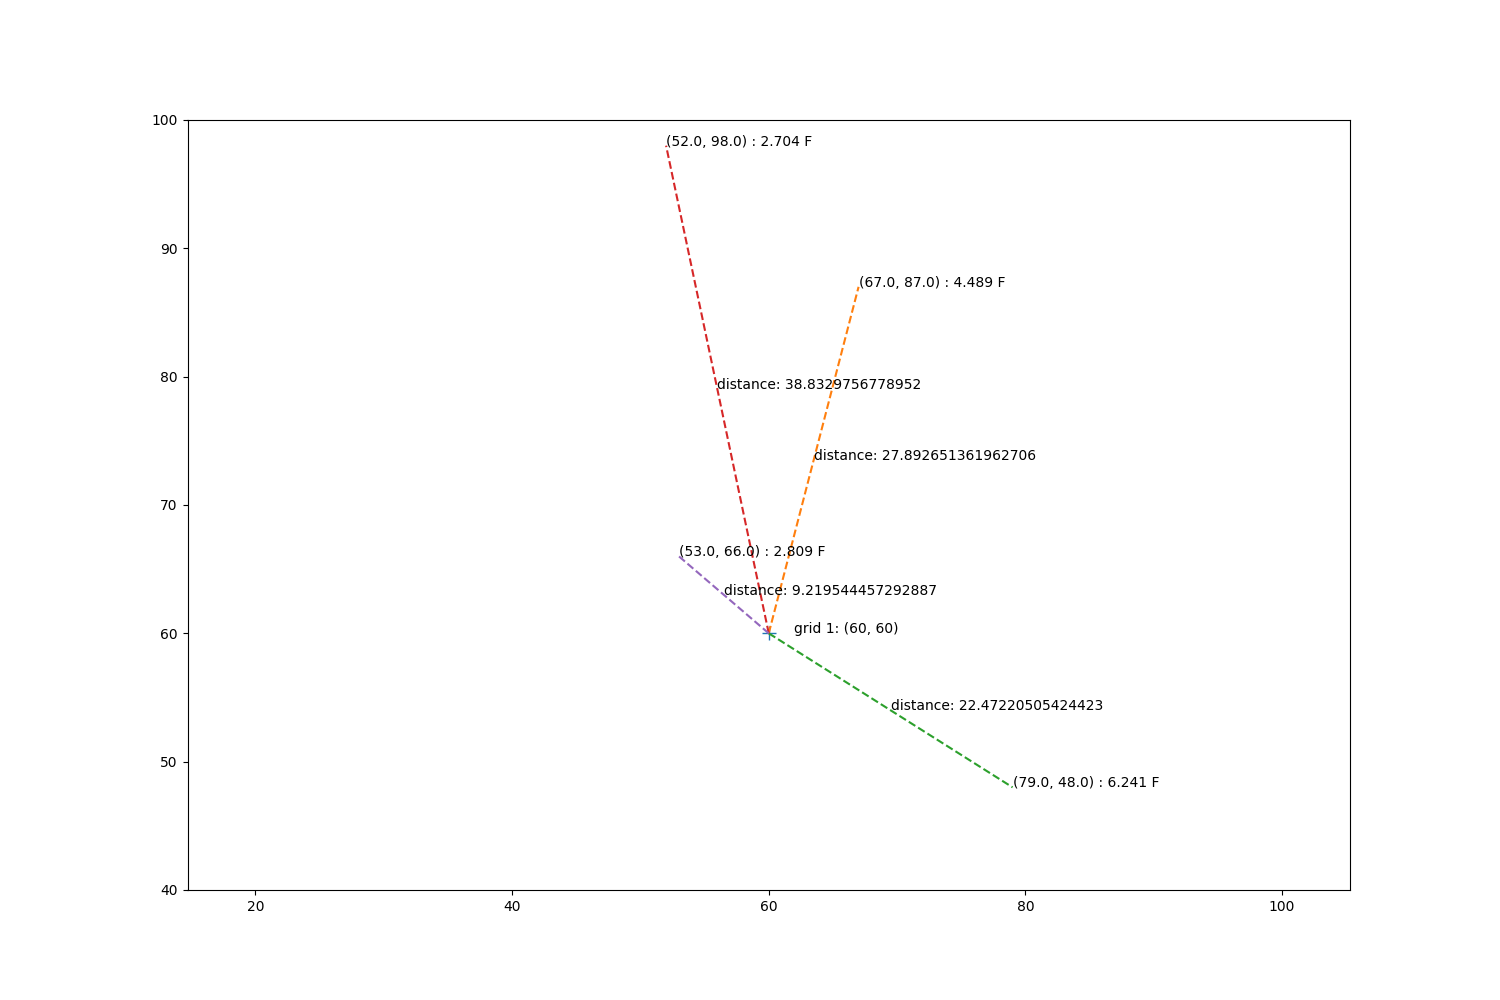 100
(52.0, 98.0) : 2.704 F
90
(67.0, 87.0) : 4.489 F
80
distance: 38.8329756778952
distance: 27.892651361962706
70
(53.0, 66.0) : 2.809 F
distance: 9.219544457292887
60
grid 1: (60, 60)
distance: 22.47220505424423
50
(79.0, 48.0) : 6.241 F
40
20 40 60 80 100